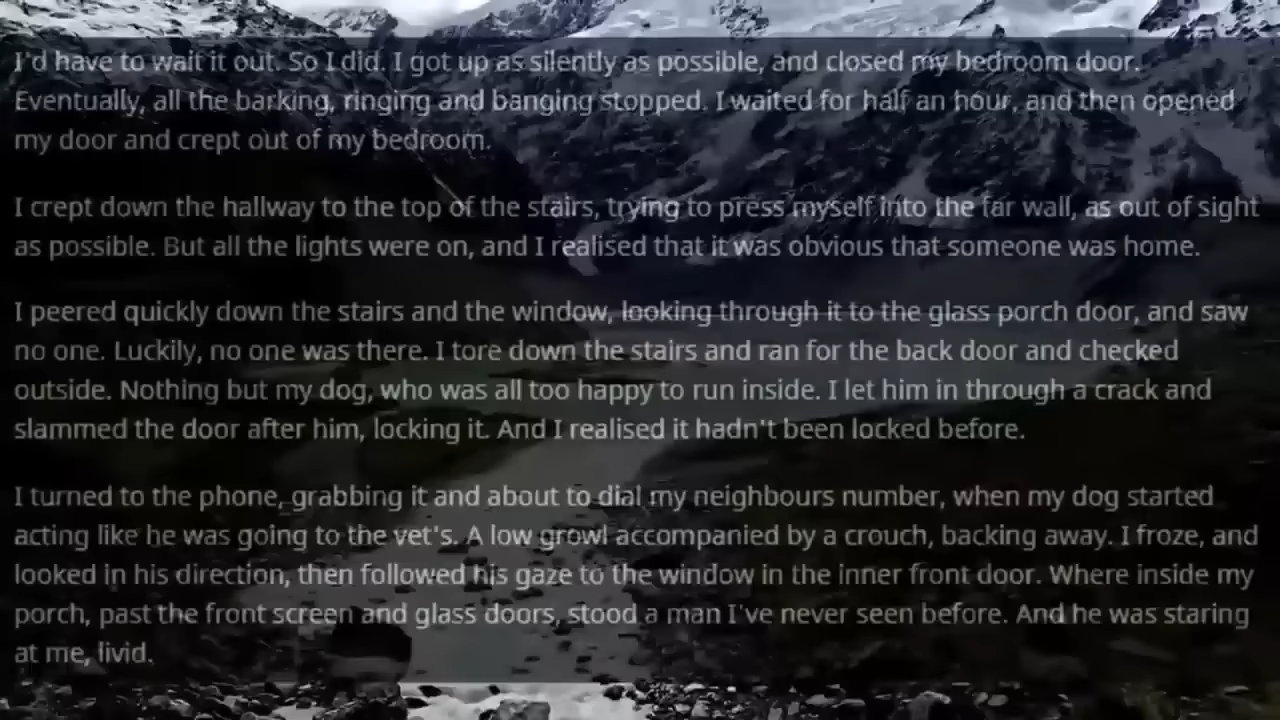 I'd have to wait it out. So I did. I got up as silently as possible, and closed my bedroom door.
Eventually, all the barking, ringing and banging stopped. I waited for half an hour, and then opened
my door and crept out of my bedroom.
I crept down the hallway to the top of the stairs, trying to press myself into the far wall, as out of sight
as possible. But all the lights were on, and I realised that it was obvious that someone was home.
I peered quickly down the stairs and the window, looking through it to the glass porch door, and saw
no one. Luckily, no one was there. I tore down the stairs and ran for the back door and checked
outside. Nothing but my dog, who was all too happy to run inside. I let him in through a crack and
slammed the door after him, locking it. And I realised it hadn't been locked before.
I turned to the phone, grabbing it and about to dial my neighbours number, when my dog started
acting like he was going to the vet's. A low growl accompanied by a crouch, backing away. I froze, and
looked in his direction, then followed his gaze to the window in the inner front door. Where inside my
porch, past the front screen and glass doors, stood a man I've never seen before. And he was staring
at me, livid.